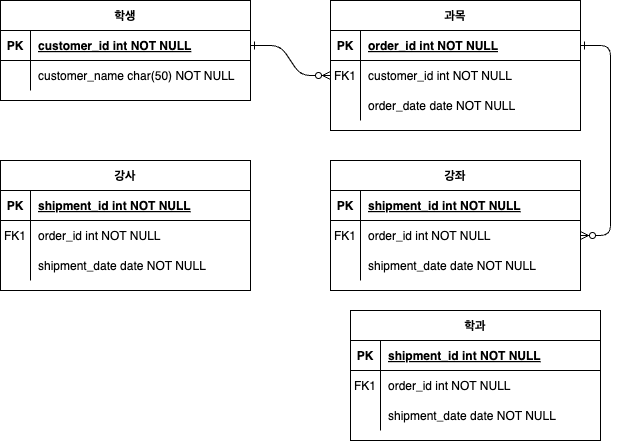 학생
PK customer_id int NOT NULL
customer_name char(50) NOT NULL
과목
PK order_id int NOT NULL
FK1 customer_id int NOT NULL
order_date date NOT NULL
강사
PK shipment_id int NOT NULL
FK1 order_id int NOT NULL
shipment_date date NOT NULL
강좌
PK shipment_id int NOT NULL
FK1 order_id int NOT NULL
shipment_date date NOT NULL
학과
PK shipment_id int NOT NULL
FK1 order_id int NOT NULL
shipment_date date NOT NULL